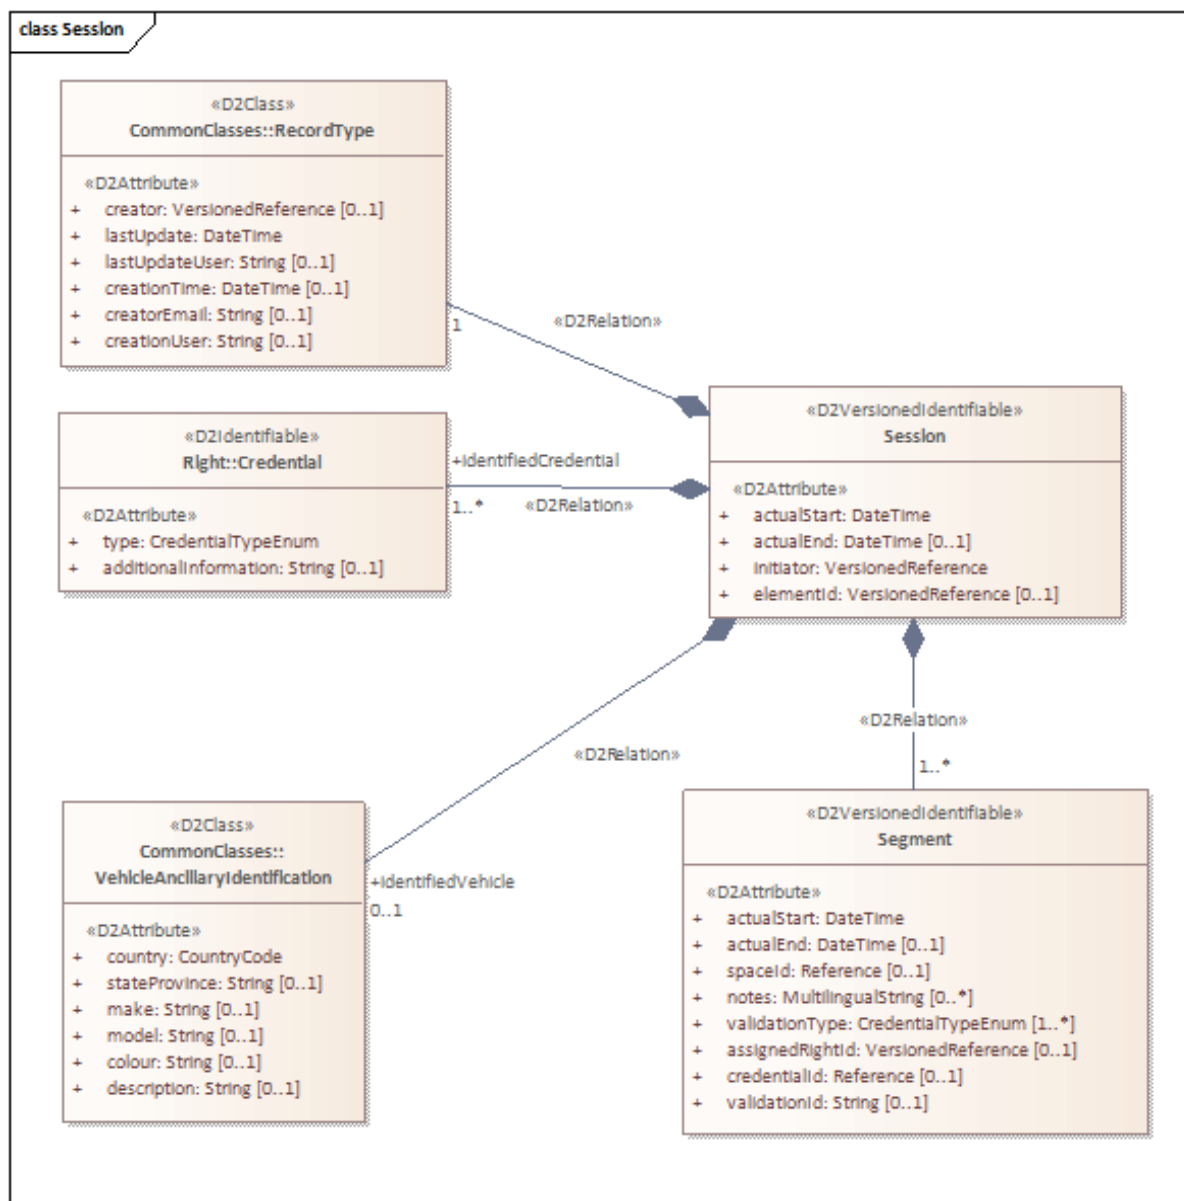 class Session
«D2Class»
CommonClasses::RecordType
«D2Attribute»
+ creator: VersionedReference [0..1]
+ lastUpdate: DateTime
+ lastUpdateUser: String [0..1]
+ creationTime: DateTime [0..1]
+ creatorEmail: String [0..1]
+ creationUser: String [0..1]
1
«D2Relation»
«D2Identifiable»
Right::Credential
«D2Attribute»
+ type: CredentialTypeEnum
+ additionalInformation: String [0..1]
+identifiedCredential
1..*
«D2Relation»
«D2VersionedIdentifiable»
Session
«D2Attribute»
+ actualStart: DateTime
+ actualEnd: DateTime [0..1]
+ initiator: VersionedReference
+ elementId: VersionedReference [0..1]
«D2Relation»
1..*
«D2Relation»
«D2Class»
CommonClasses::
VehicleAncillaryIdentification
«D2Attribute»
+ country: CountryCode
+ stateProvince: String [0..1]
+ make: String [0..1]
+ model: String [0..1]
+ colour: String [0..1]
+ description: String [0..1]
+identifiedVehicle
0..1
«D2VersionedIdentifiable»
Segment
«D2Attribute»
+ actualStart: DateTime
+ actualEnd: DateTime [0..1]
+ spaceId: Reference [0..1]
+ notes: MultilingualString [0..*]
+ validationType: CredentialTypeEnum [1..*]
+ assignedRightId: VersionedReference [0..1]
+ credentialId: Reference [0..1]
+ validationId: String [0..1]